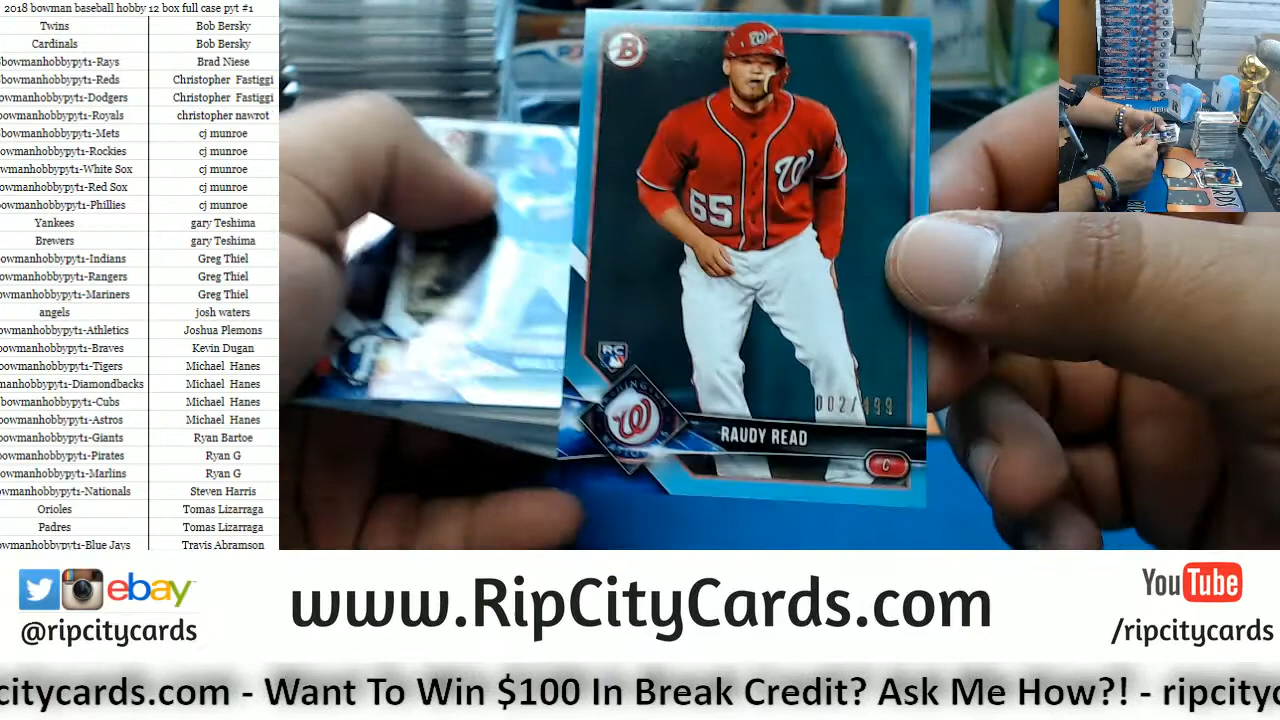 2018 bowman baseball hobby 12 box full case pyt #1
Twins Bob Bersky
Cardinals Bob Bersky
bowmanhobbypyt1-Rays Brad Niese
bowmanhobbypyt1-Reds Christopher Fastiggi
owmanhobbypyt1-Dodgers Christopher Fastiggi
owmanhobbypyt1-Royals christopher nawrot
bowmanhobbypyt1-Mets cj munroe
owmanhobbypyt1-Rockies cj munroe
wmanhobbypyt1-White Sox cj munroe
owmanhobbypyt1-Red Sox cj munroe
owmanhobbypyt1-Phillies cj munroe
Yankees gary Teshima
Brewers gary Teshima
owmanhobbypyt1-Indians Greg Thiel
owmanhobbypyt1-Rangers Greg Thiel
wmanhobbypyt1-Mariners Greg Thiel
angels josh waters
wmanhobbypyt1-Athletics Joshua Plemons
owmanhobbypyt1-Braves Kevin Dugan
owmanhobbypyt1-Tigers Michael Hanes
manhobbypyt1-Diamondbacks Michael Hanes
owmanhobbypyt1-Cubs Michael Hanes
owmanhobbypyt1-Astros Michael Hanes
owmanhobbypyt1-Giants Ryan Bartoe
owmanhobbypyt1-Pirates Ryan G
owmanhobbypyt1-Marlins Ryan G
wmanhobbypyt1-Nationals Steven Harris
Orioles Tomas Lizarraga
Padres Tomas Lizarraga
wmanhobbypyt1-Blue Jays Travis Abramson
B
W
W
65
RC
002/499
W
RAUDY READ
C
ebay
@ripcitycards
www.RipCityCards.com
YouTube
/ripcitycards
citycards.com - Want To Win $100 In Break Credit? Ask Me How?! - ripcityc